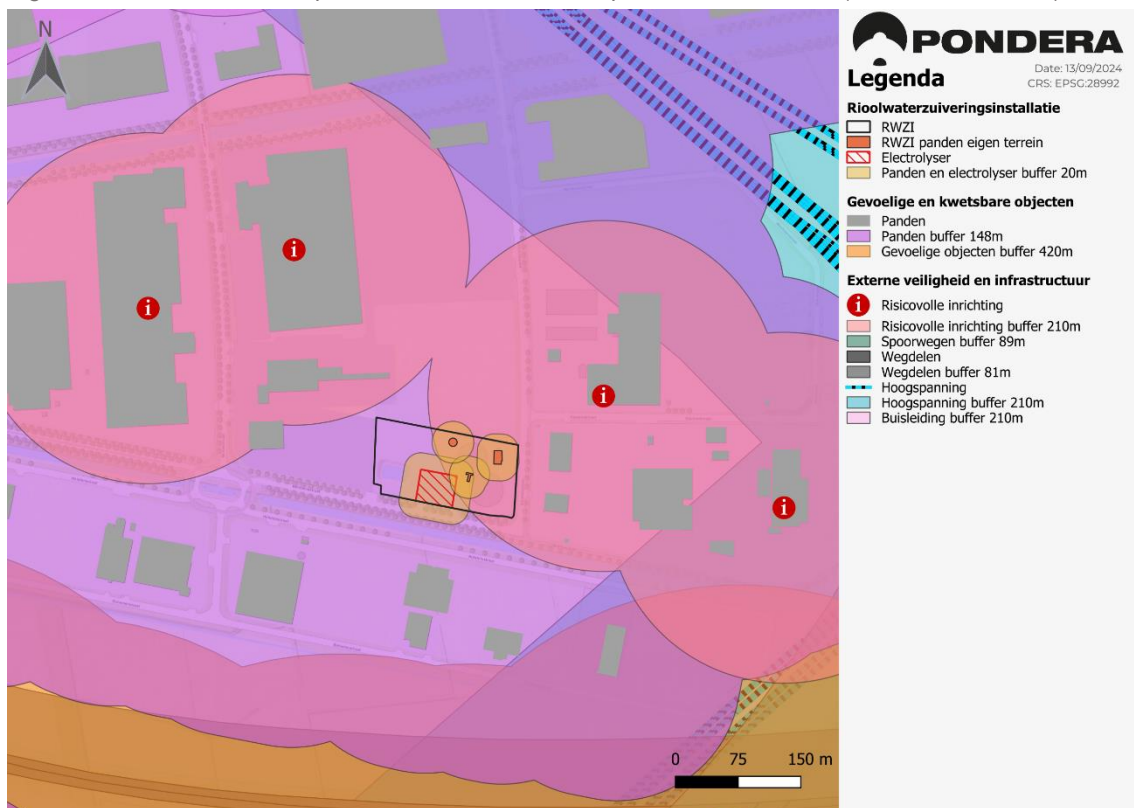 N
PONDERA
Legenda
Date: 13/09/2024
CRS: EPSG:28992
Rioolwaterzuiveringsinstallatie
RWZI
RWZI panden eigen terrein
Electrolyser
Panden en electrolyser buffer 20m
Gevoelige en kwetsbare objecten
Panden
Panden buffer 148m
Gevoelige objecten buffer 420m
Externe veiligheid en infrastructuur
i Risicovolle inrichting
Risicovolle inrichting buffer 210m
Spoorwegen buffer 89m
Wegdelen
Wegdelen buffer 81m
Hoogspanning
Hoogspanning buffer 210m
Buisleiding buffer 210m
i
i
i
i
0 75 150 m